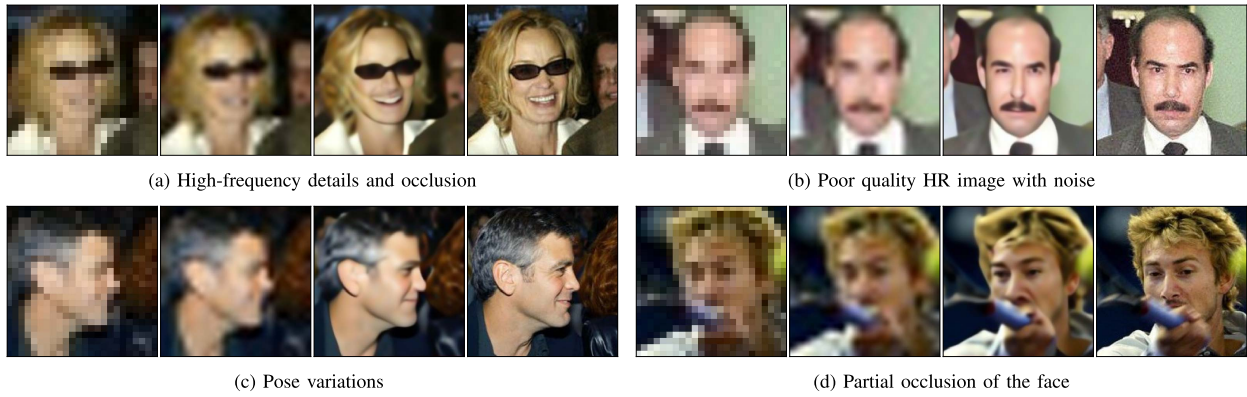 (a) High-frequency details and occlusion
(b) Poor quality HR image with noise
(c) Pose variations
(d) Partial occlusion of the face